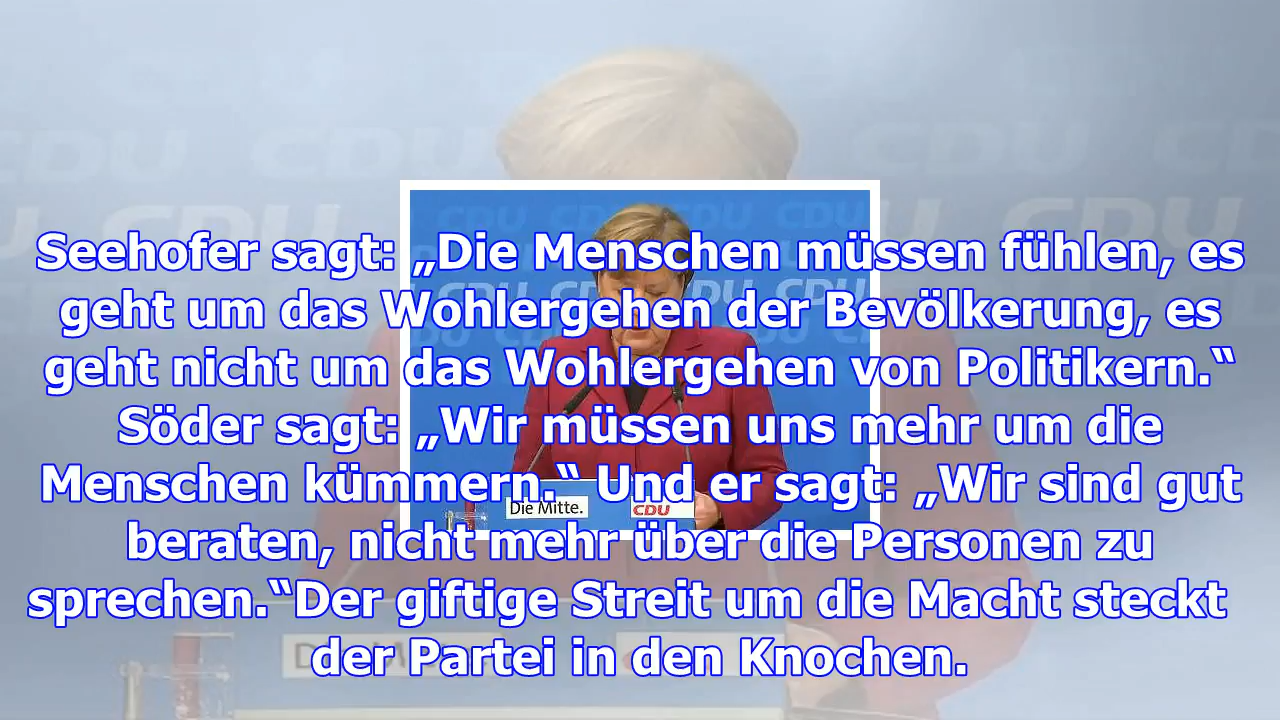 CDU CDU CDU
Seehofer sagt: „Die Menschen müssen fühlen, es
geht um das Wohlergehen der Bevölkerung, es
geht nicht um das Wohlergehen von Politikern.“
Söder sagt: „Wir müssen uns mehr um die
Menschen kümmern.“ Und er sagt: „Wir sind gut
beraten, nicht mehr über die Personen zu
sprechen.“Der giftige Streit um die Macht steckt
der Partei in den Knochen.
Die Mitte. CDU